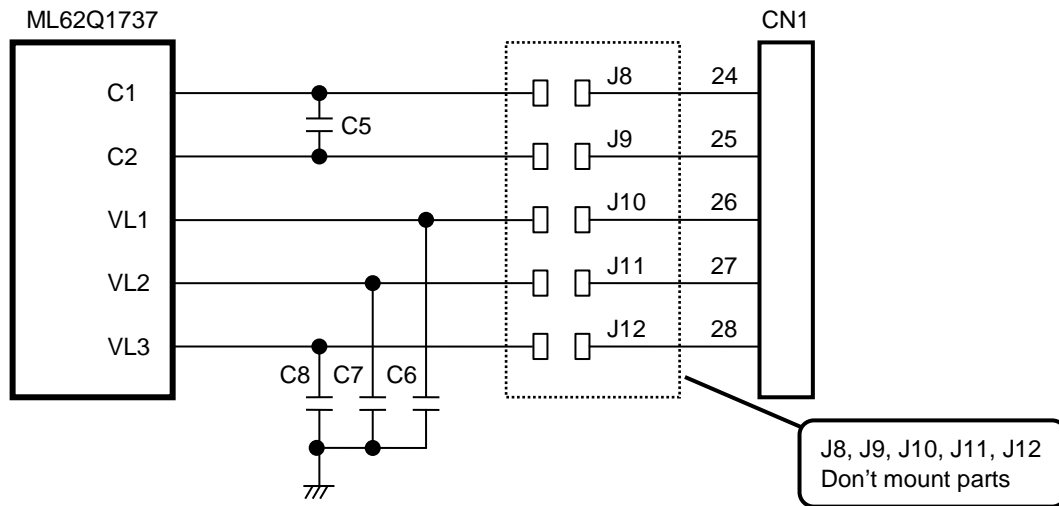 ML62Q1737
CN1
C1
J8
24
C5
C2
J9
25
VL1
J10
26
VL2
J11
27
VL3
J12
28
C8
C7
C6
J8, J9, J10, J11, J12
Don't mount parts